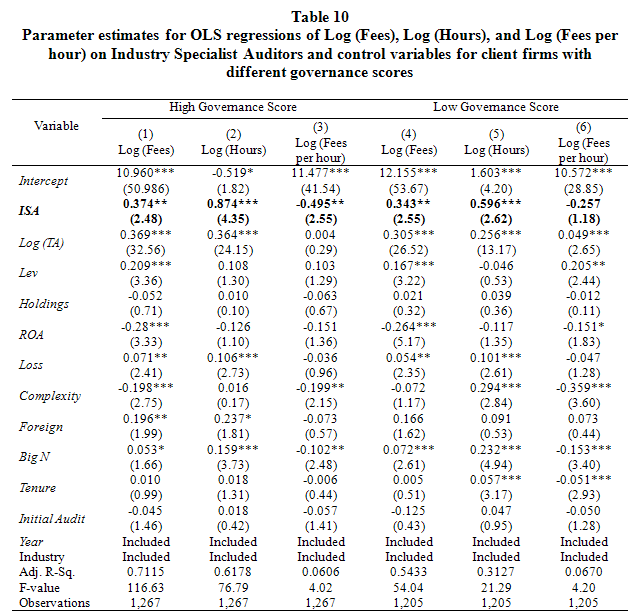 Table 10
Parameter estimates for OLS regressions of Log (Fees), Log (Hours), and Log (Fees per
hour) on Industry Specialist Auditors and control variables for client firms with
different governance scores
Variable High Governance Score Low Governance Score
(1) (2) (3) (4) (5) (6)
Log (Fees) Log (Hours) Log (Fees per hour) Log (Fees) Log (Hours) Log (Fees per hour)
Intercept 10.960*** -0.519* 11.477*** 12.155*** 1.603*** 10.572***
(50.986) (1.82) (41.54) (53.67) (4.20) (28.85)
ISA 0.374** 0.874*** -0.495** 0.343** 0.596*** -0.257
(2.48) (4.35) (2.55) (2.55) (2.62) (1.18)
Log (TA) 0.369*** 0.364*** 0.004 0.305*** 0.256*** 0.049***
(32.56) (24.15) (0.29) (26.52) (13.17) (2.65)
Lev 0.209*** 0.108 0.103 0.167*** -0.046 0.205**
(3.36) (1.30) (1.29) (3.22) (0.53) (2.44)
Holdings -0.052 0.010 -0.063 0.021 0.039 -0.012
(0.71) (0.10) (0.67) (0.32) (0.36) (0.11)
ROA -0.28*** -0.126 -0.151 -0.264*** -0.117 -0.151*
(3.33) (1.10) (1.36) (5.17) (1.35) (1.83)
Loss 0.071** 0.106*** -0.036 0.054** 0.101*** -0.047
(2.41) (2.73) (0.96) (2.35) (2.61) (1.28)
Complexity -0.198*** 0.016 -0.199** -0.072 0.294*** -0.359***
(2.75) (0.17) (2.15) (1.17) (2.84) (3.60)
Foreign 0.196** 0.237* -0.073 0.166 0.091 0.073
(1.99) (1.81) (0.57) (1.62) (0.53) (0.44)
Big N 0.053* 0.159*** -0.102** 0.072*** 0.232*** -0.153***
(1.66) (3.73) (2.48) (2.61) (4.94) (3.40)
Tenure 0.010 0.018 -0.006 0.005 0.057*** -0.051***
(0.99) (1.31) (0.44) (0.51) (3.17) (2.93)
Initial Audit -0.045 0.018 -0.057 -0.125 0.047 -0.050
(1.46) (0.42) (1.41) (0.43) (0.95) (1.28)
Year Included Included Included Included Included Included
Industry Included Included Included Included Included Included
Adj. R-Sq. 0.7115 0.6178 0.0606 0.5433 0.3127 0.0670
F-value 116.63 76.79 4.02 54.04 21.29 4.20
Observations 1,267 1,267 1,267 1,205 1,205 1,205